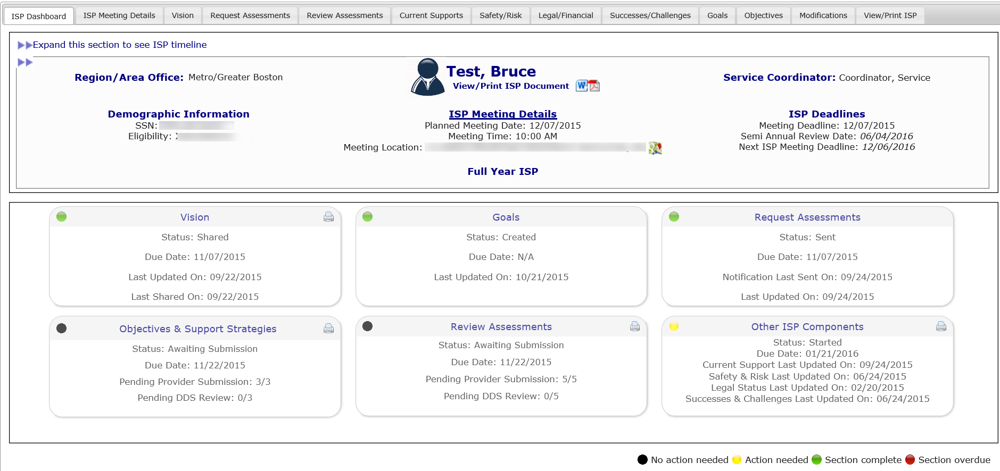 ISP Dashboard ISP Meeting Details Vision Request Assessments Review Assessments Current Supports Safety/Risk Legal/Financial Successes/Challenges Goals Objectives Modifications View/Print ISP
Expand this section to see ISP timeline
Region/Area Office: Metro/Greater Boston
Test, Bruce
View/Print ISP Document
Service Coordinator: Coordinator, Service
Demographic Information
SSN:
Eligibility:
ISP Meeting Details
Planned Meeting Date: 12/07/2015
Meeting Time: 10:00 AM
Meeting Location:
Full Year ISP
ISP Deadlines
Meeting Deadline: 12/07/2015
Semi Annual Review Date: 06/04/2016
Next ISP Meeting Deadline: 12/06/2016
Vision
Status: Shared
Due Date: 11/07/2015
Last Updated On: 09/22/2015
Last Shared On: 09/22/2015
Goals
Status: Created
Due Date: N/A
Last Updated On: 10/21/2015
Request Assessments
Status: Sent
Due Date: 11/07/2015
Notification Last Sent On: 09/24/2015
Last Updated On: 09/24/2015
Objectives & Support Strategies
Status: Awaiting Submission
Due Date: 11/22/2015
Pending Provider Submission: 3/3
Pending DDS Review: 0/3
Review Assessments
Status: Awaiting Submission
Due Date: 11/22/2015
Pending Provider Submission: 5/5
Pending DDS Review: 0/5
Other ISP Components
Status: Started
Due Date: 01/21/2016
Current Support Last Updated On: 09/24/2015
Safety & Risk Last Updated On: 06/24/2015
Legal Status Last Updated On: 02/20/2015
Successes & Challenges Last Updated On: 06/24/2015
No action needed Action needed Section complete Section overdue